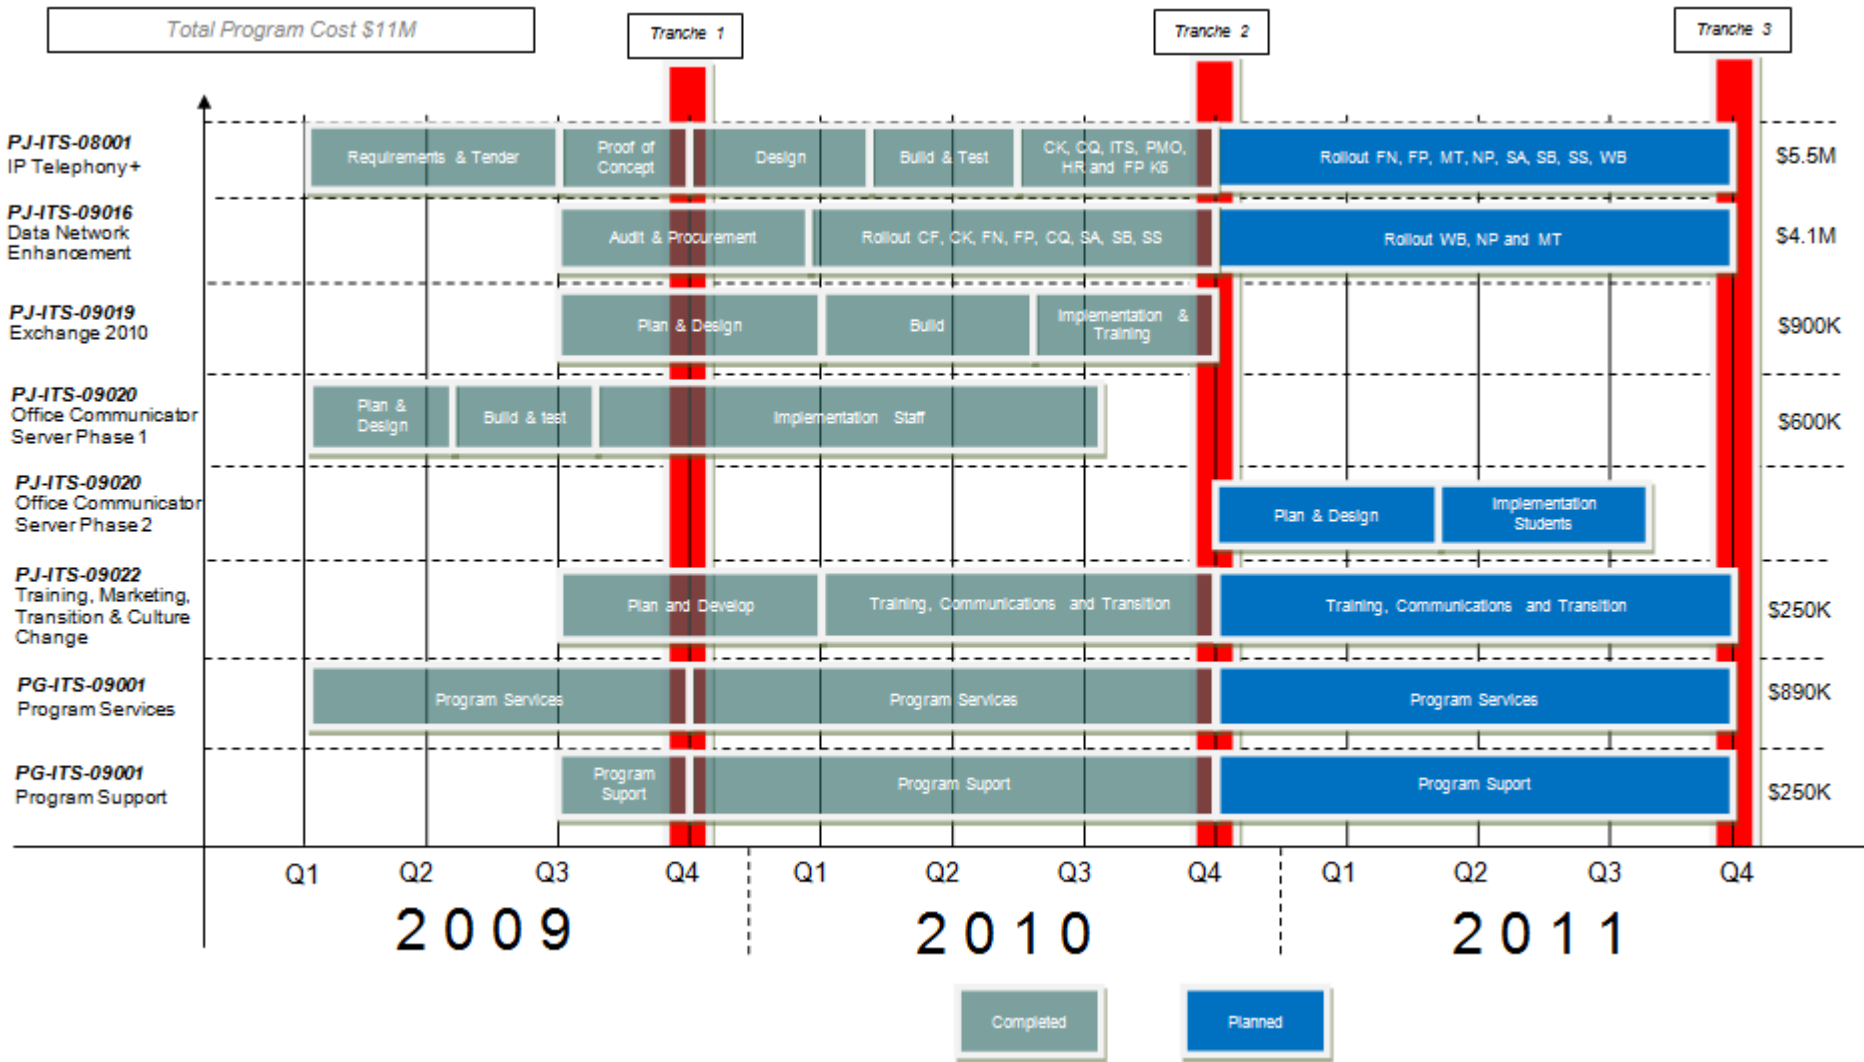 Total Program Cost $11M
Tranche 1
Tranche 2
Tranche 3
PJ-ITS-08001
IP Telephony+
Requirements & Tender
Proof of
Concept
Design
Build & Test
CK, CQ, ITS, PMO,
HR and FP K6
Rollout FN, FP, MT, NP, SA, SB, SS, WB
$5.5M
PJ-ITS-09016
Data Network
Enhancement
Audit & Procurement
Rollout CF, CK, FN, FP, CQ, SA, SB, SS
Rollout WB, NP and MT
$4.1M
PJ-ITS-09019
Exchange 2010
Plan & Design
Build
Implementation &
Training
$900K
PJ-ITS-09020
Office Communicator
Server Phase 1
Plan &
Design
Build & test
Implementation Staff
$600K
PJ-ITS-09020
Office Communicator
Server Phase 2
Plan & Design
Implementation
Students
PJ-ITS-09022
Training, Marketing,
Transition & Culture
Change
Plan and Develop
Training, Communications and Transition
Training, Communications and Transition
$250K
PG-ITS-09001
Program Services
Program Services
Program Services
Program Services
$890K
PG-ITS-09001
Program Support
Program
Suport
Program Suport
Program Suport
$250K
Q1 Q2 Q3 Q4 Q1 Q2 Q3 Q4 Q1 Q2 Q3 Q4
2009 2010 2011
Completed
Planned